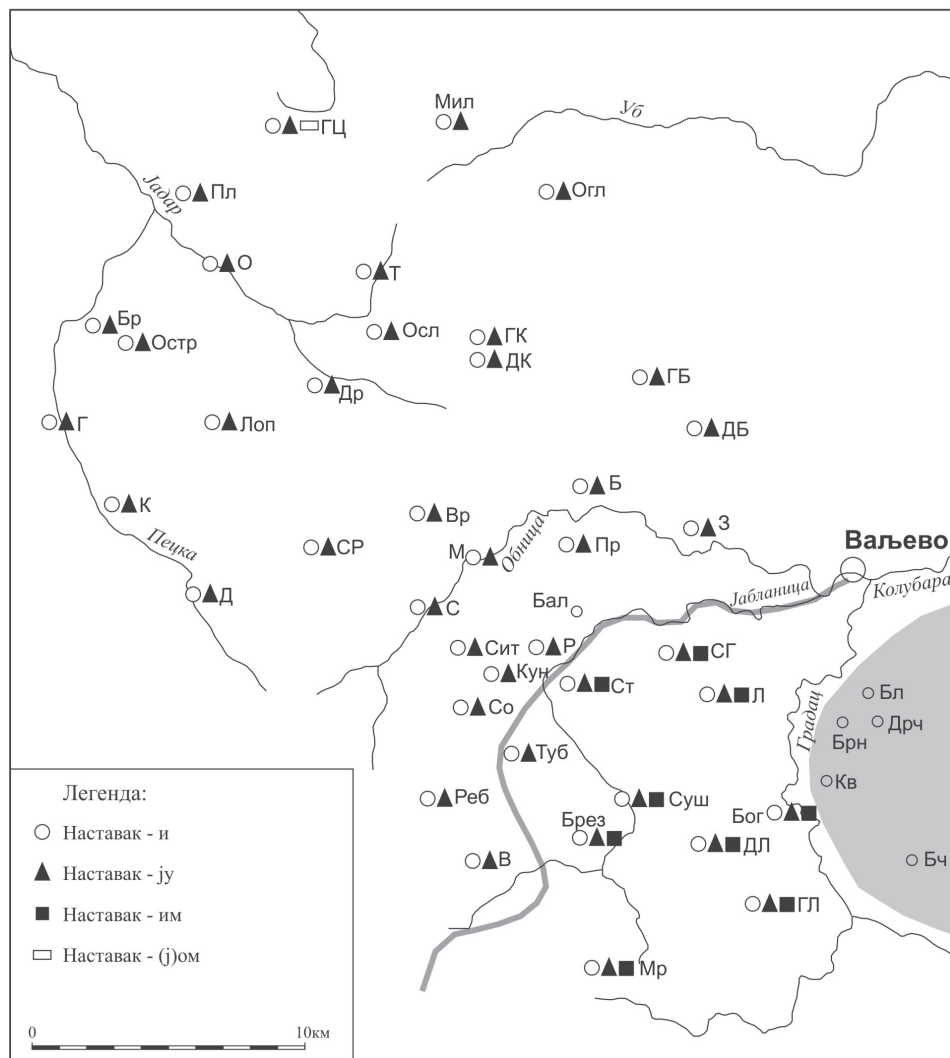 Мил
ГЦ
Уб
Пл
Огл
Јадар
О
Т
Бр
Остр
Осл
ГК
ДК
Др
ГБ
Г
Лоп
ДБ
Б
К
Вр
З
Пецка
СР
М
Обница
Пр
Ваљево
Д
С
Бал
Јабланица
Колубара
Сит
Р
СГ
Кун
Ст
Л
Со
Градац
Бл
Дрч
Брн
Туб
Кв
Реб
Суш
Бог
Брез
ДЛ
В
Бч
ГЛ
Мр
Легенда:
Наставак - и
Наставак - ју
Наставак - им
Наставак - (ј)ом
0 10км